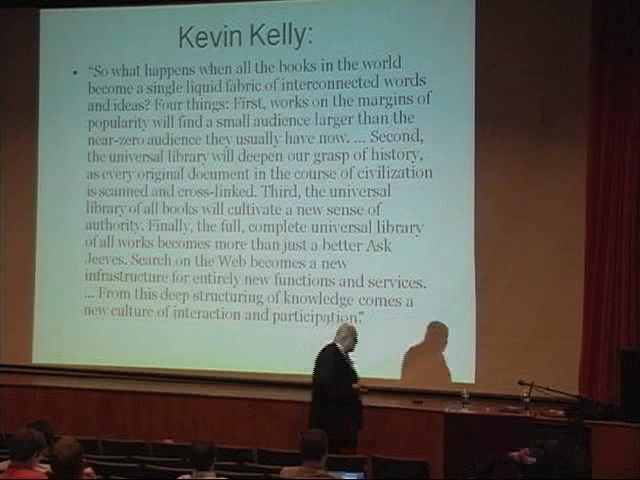 Kevin Kelly:
• "So what happens when all the books in the world
become a single liquid fabric of interconnected words
and ideas? Four things: First, works on the margins of
popularity will find a small audience larger than the
near-zero audience they usually have now. ... Second,
the universal library will deepen our grasp of history,
as every original document in the course of civilization
is scanned and cross-linked. Third, the universal
library of all books will cultivate a new sense of
authority. Finally, the full, complete universal library
of all works becomes more than just a better Ask
Jeeves. Search on the Web becomes a new
infrastructure for entirely new functions and services.
... From this deep structuring of knowledge comes a
new culture of interaction and participation."